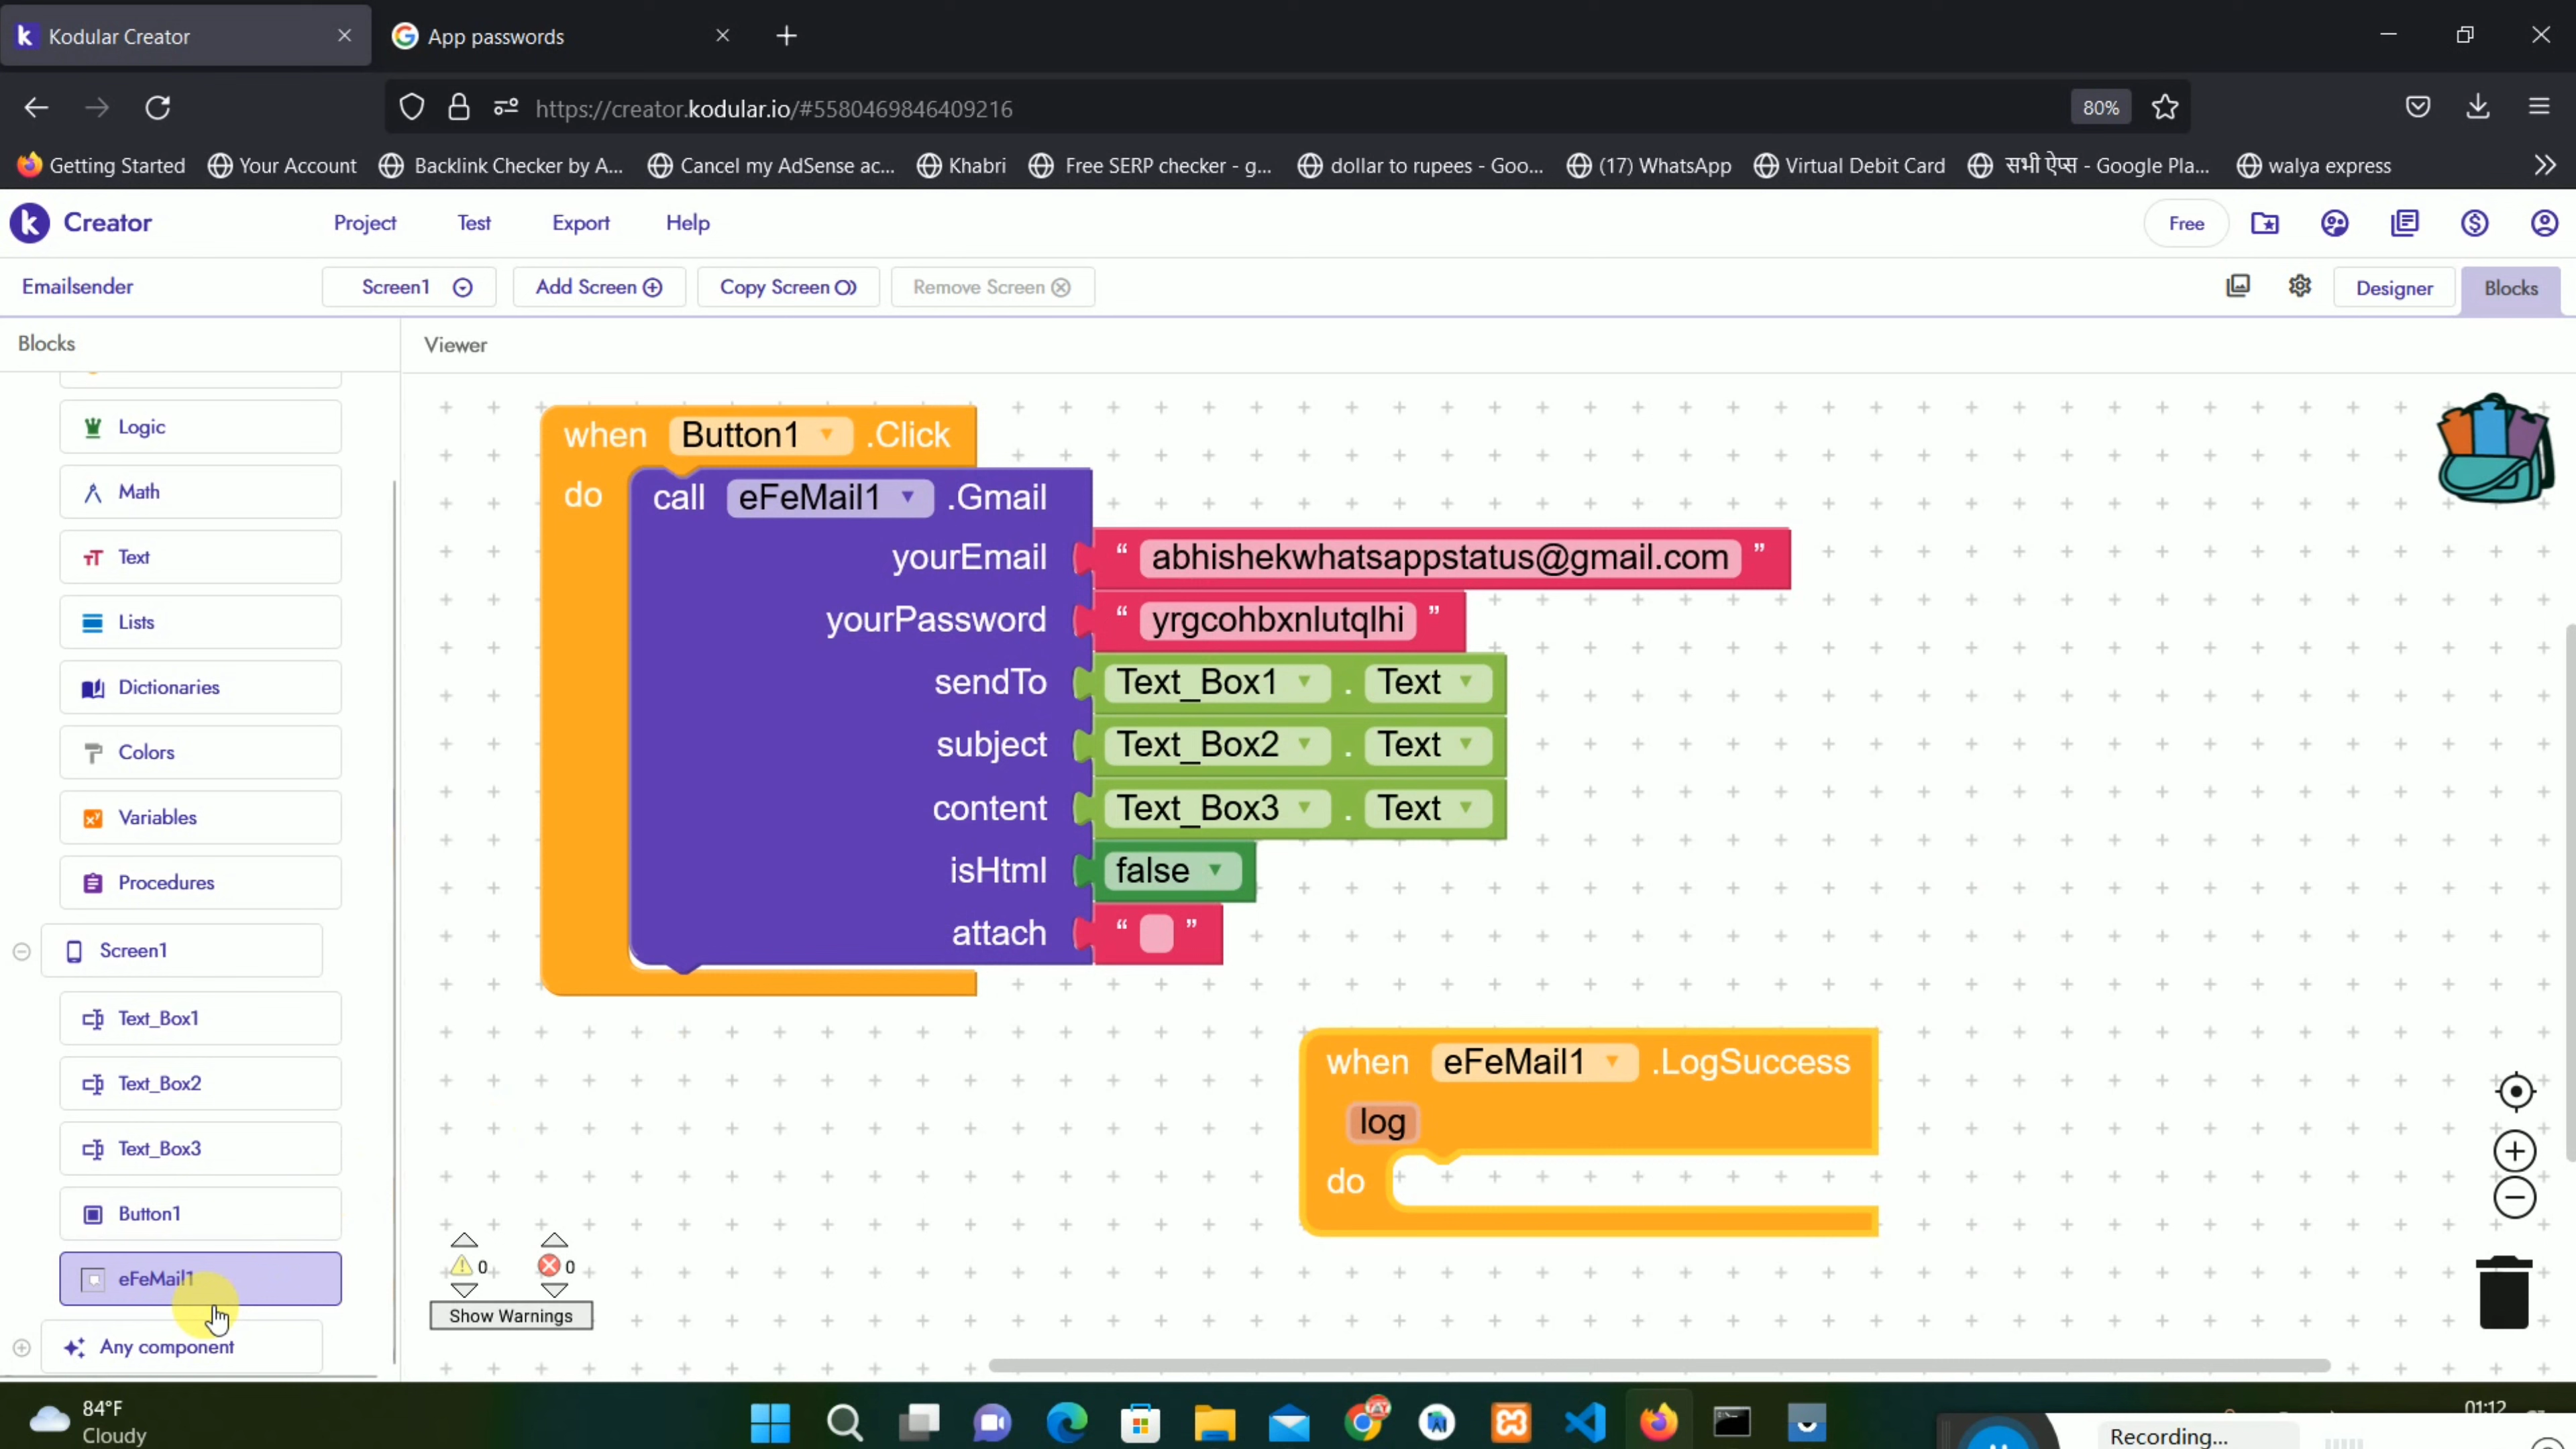 Kodular Creator
App passwords
https://creator.kodular.io/#5580469846409216
80%
Getting Started
Your Account
Backlink Checker by A...
Cancel my AdSense ac...
Khabri
Free SERP checker - g...
dollar to rupees - Goo...
(17) WhatsApp
Virtual Debit Card
सभी ऐप्स - Google Pla...
walya express
Creator
Project
Test
Export
Help
Free
Emailsender
Screen1
Add Screen
Copy Screen
Remove Screen
Designer
Blocks
Blocks
Viewer
Logic
Math
Text
Lists
Dictionaries
Colors
Variables
Procedures
Screen1
Text_Box1
Text_Box2
Text_Box3
Button1
eFeMail1
Any component
when Button1 .Click
do call eFeMail1 .Gmail
yourEmail “ abhishekwhatsappstatus@gmail.com ”
yourPassword “ yrgcohbxnlutqlhi ”
sendTo Text_Box1 . Text
subject Text_Box2 . Text
content Text_Box3 . Text
isHtml false
attach “ ”
when eFeMail1 .LogSuccess
log
do
0
0
Show Warnings
84°F
Cloudy
01:12
Recording...